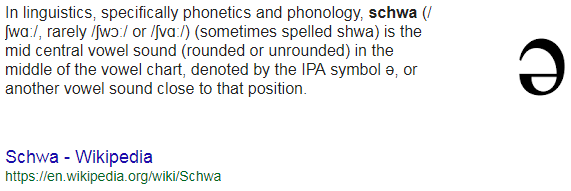 In linguistics, specifically phonetics and phonology, schwa (/
ʃwɑː/, rarely /ʃwɔː/ or /ʃvɑː/) (sometimes spelled shwa) is the
mid central vowel sound (rounded or unrounded) in the
middle of the vowel chart, denoted by the IPA symbol ə, or
another vowel sound close to that position.
ə
Schwa - Wikipedia
https://en.wikipedia.org/wiki/Schwa